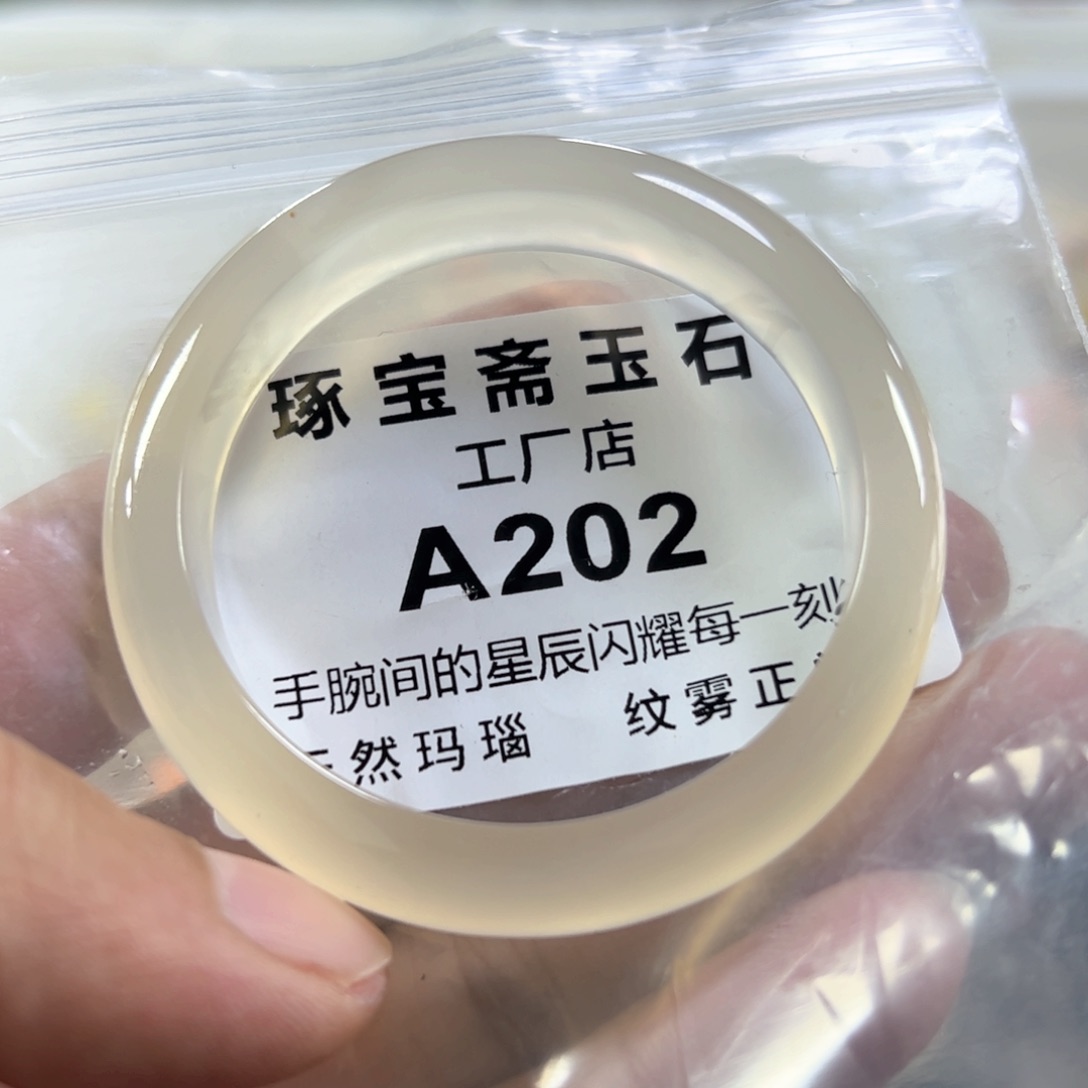 琢宝斋玉石
工厂店
A202
手腕间的星辰闪耀每一刻
天然玛瑙 纹雾正